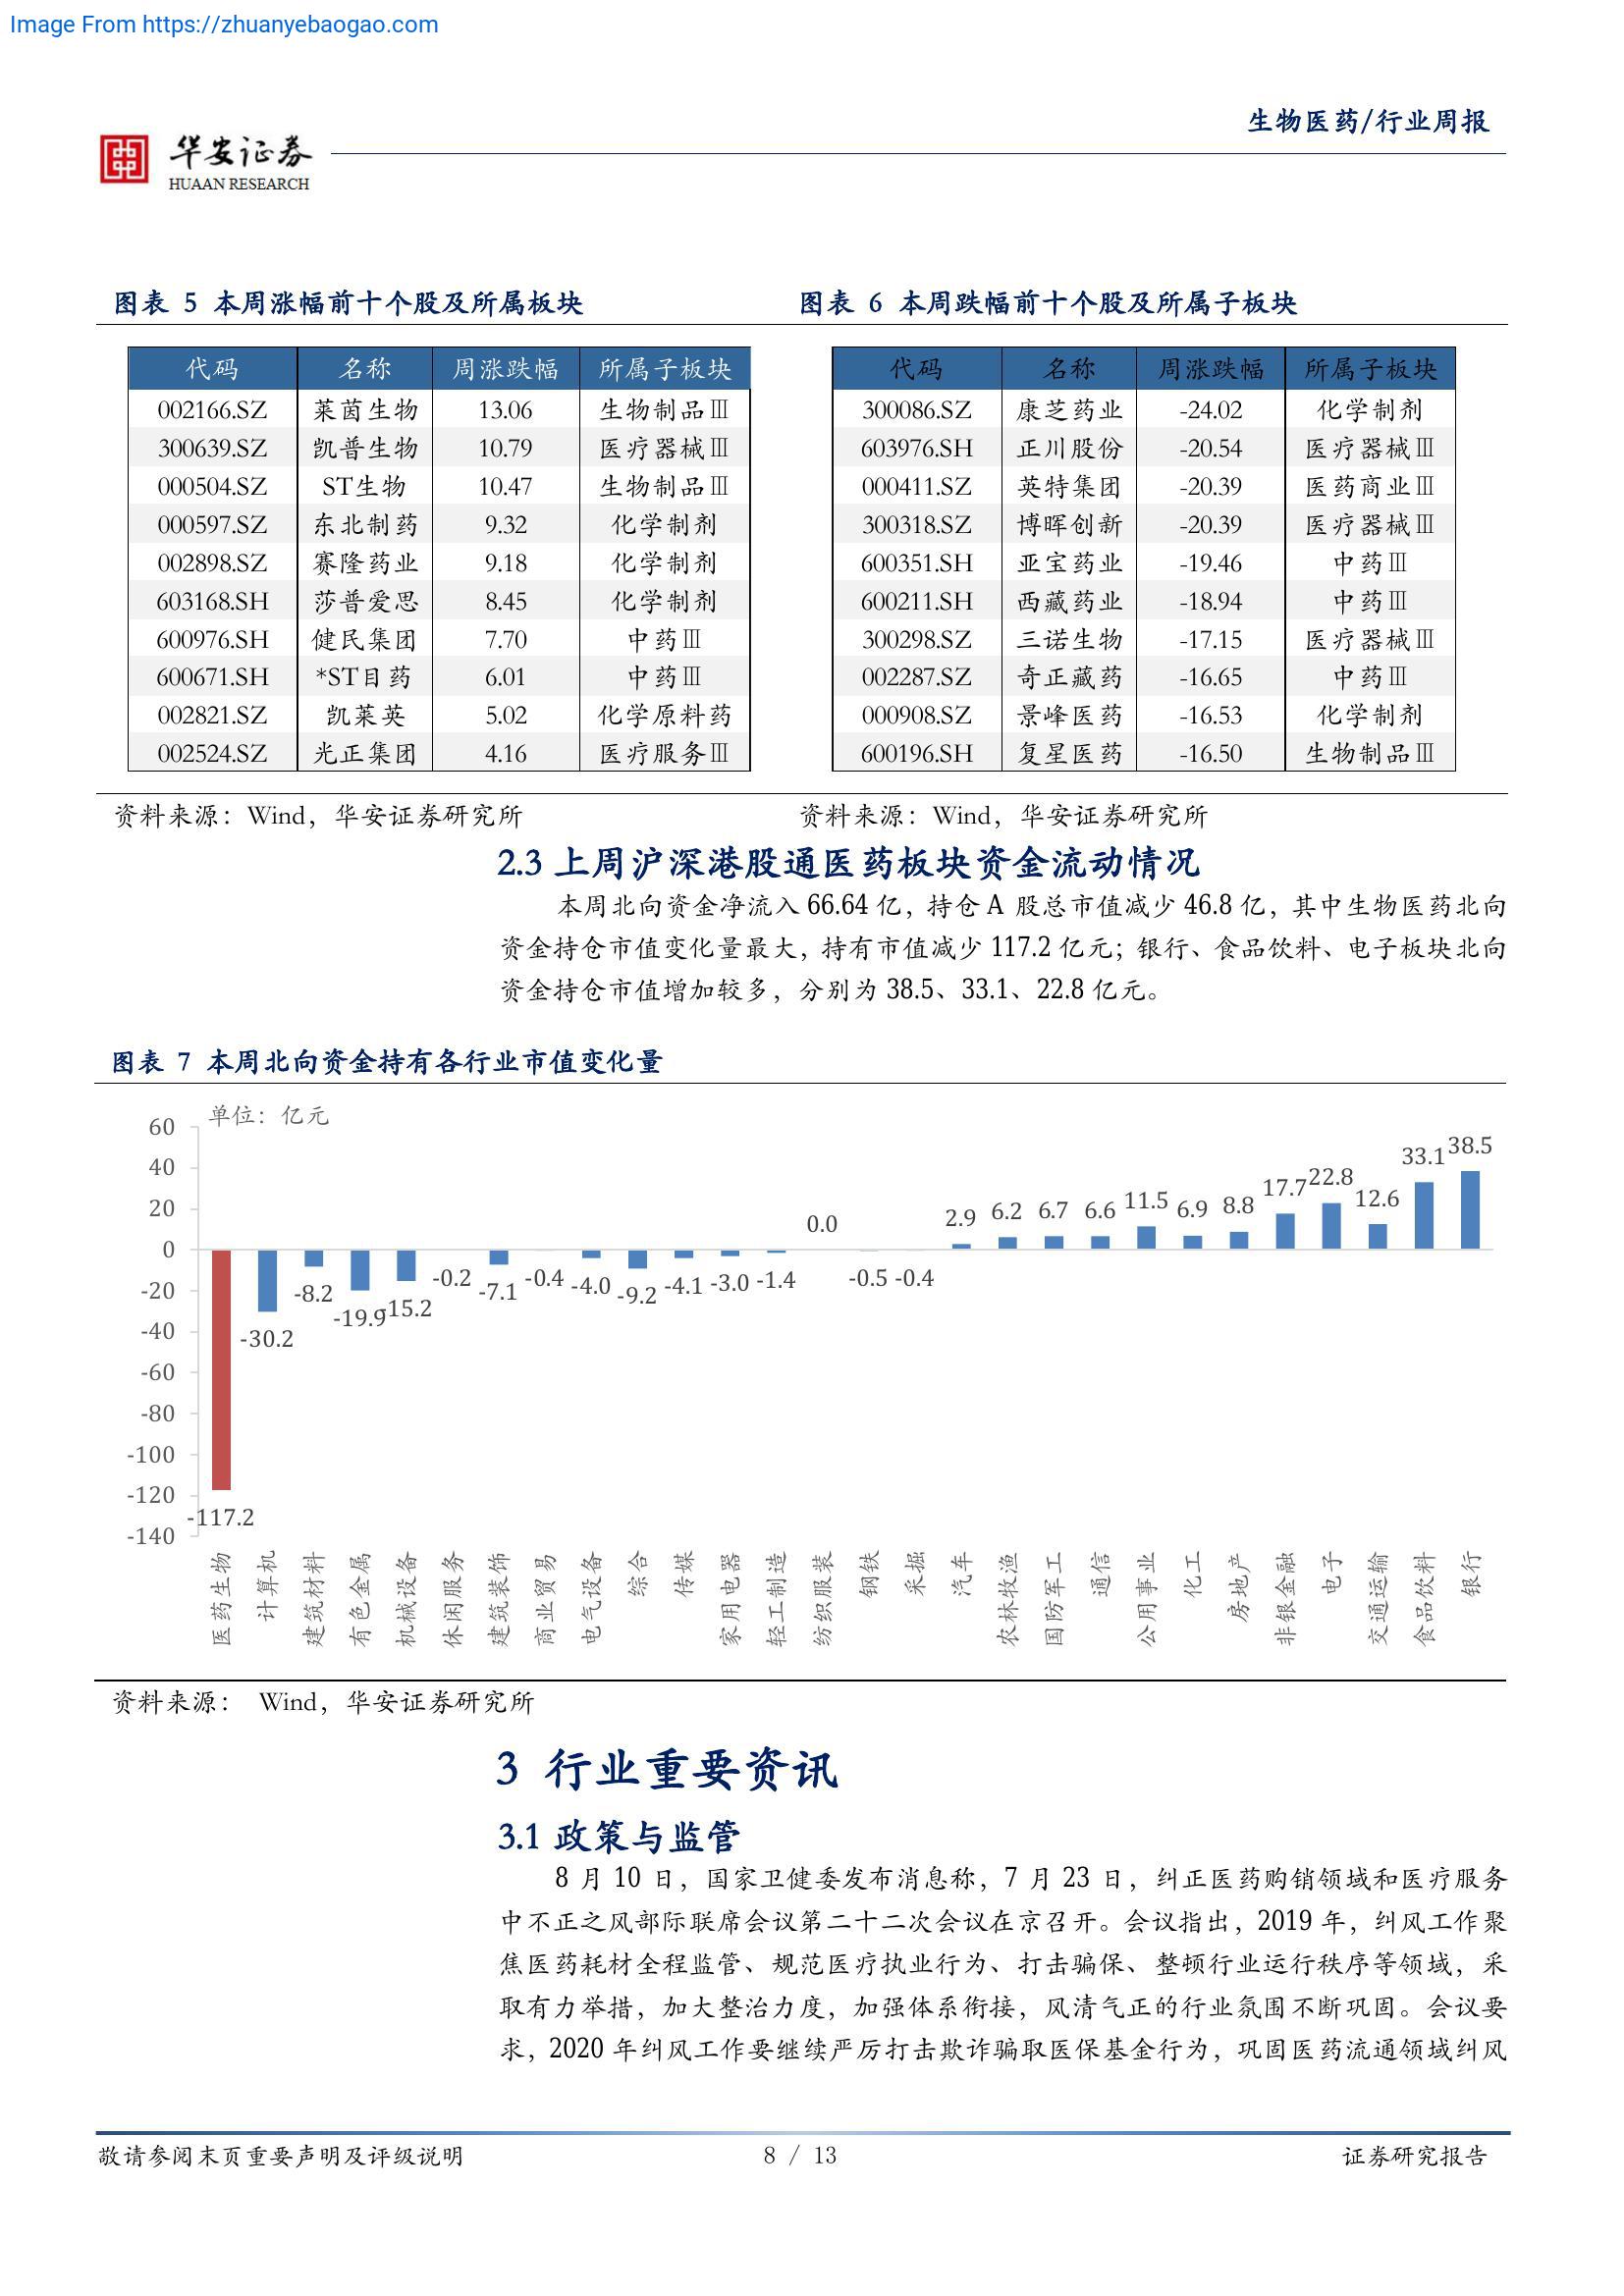 Image From https://zhuanyebaogao.com
生物医药/行业周报
华安证券
HUAAN RESEARCH
图表 5 本周涨幅前十个股及所属板块
代码 名称 周涨跌幅 所属子板块
002166.SZ 莱茵生物 13.06 生物制品Ⅲ
300639.SZ 凯普生物 10.79 医疗器械Ⅲ
000504.SZ ST生物 10.47 生物制品Ⅲ
000597.SZ 东北制药 9.32 化学制剂
002898.SZ 赛隆药业 9.18 化学制剂
603168.SH 莎普爱思 8.45 化学制剂
600976.SH 健民集团 7.70 中药Ⅲ
600671.SH *ST目药 6.01 中药Ⅲ
002821.SZ 凯莱英 5.02 化学原料药
002524.SZ 光正集团 4.16 医疗服务Ⅲ
资料来源：Wind，华安证券研究所
图表 6 本周跌幅前十个股及所属子板块
代码 名称 周涨跌幅 所属子板块
300086.SZ 康芝药业 -24.02 化学制剂
603976.SH 正川股份 -20.54 医疗器械Ⅲ
000411.SZ 英特集团 -20.39 医药商业Ⅲ
300318.SZ 博晖创新 -20.39 医疗器械Ⅲ
600351.SH 亚宝药业 -19.46 中药Ⅲ
600211.SH 西藏药业 -18.94 中药Ⅲ
300298.SZ 三诺生物 -17.15 医疗器械Ⅲ
002287.SZ 奇正藏药 -16.65 中药Ⅲ
000908.SZ 景峰医药 -16.53 化学制剂
600196.SH 复星医药 -16.50 生物制品Ⅲ
资料来源：Wind，华安证券研究所
2.3 上周沪深港股通医药板块资金流动情况
本周北向资金净流入 66.64 亿，持仓 A 股总市值减少 46.8 亿，其中生物医药北向
资金持仓市值变化量最大，持有市值减少 117.2 亿元；银行、食品饮料、电子板块北向
资金持仓市值增加较多，分别为 38.5、33.1、22.8 亿元。
图表 7 本周北向资金持有各行业市值变化量
单位：亿元
60
40
20
0
-20
-40
-60
-80
-100
-120
-140
-117.2 -30.2 -8.2 -19.9 -15.2 -0.2 -7.1 -0.4 -4.0 -9.2 -4.1 -3.0 -1.4 0.0 -0.5 -0.4 2.9 6.2 6.7 6.6 11.5 6.9 8.8 17.7 22.8 12.6 33.1 38.5
医药生物 计算机 建筑材料 有色金属 机械设备 休闲服务 建筑装饰 商业贸易 电气设备 综合 传媒 家用电器 轻工制造 纺织服装 钢铁 采掘 汽车 农林牧渔 国防军工 通信 公用事业 化工 房地产 非银金融 电子 交通运输 食品饮料 银行
资料来源： Wind，华安证券研究所
3 行业重要资讯
3.1 政策与监管
8 月 10 日，国家卫健委发布消息称，7 月 23 日，纠正医药购销领域和医疗服务
中不正之风部际联席会议第二十二次会议在京召开。会议指出，2019 年，纠风工作聚
焦医药耗材全程监管、规范医疗执业行为、打击骗保、整顿行业运行秩序等领域，采
取有力举措，加大整治力度，加强体系衔接，风清气正的行业氛围不断巩固。会议要
求，2020 年纠风工作要继续严厉打击欺诈骗取医保基金行为，巩固医药流通领域纠风
敬请参阅末页重要声明及评级说明
8 / 13
证券研究报告